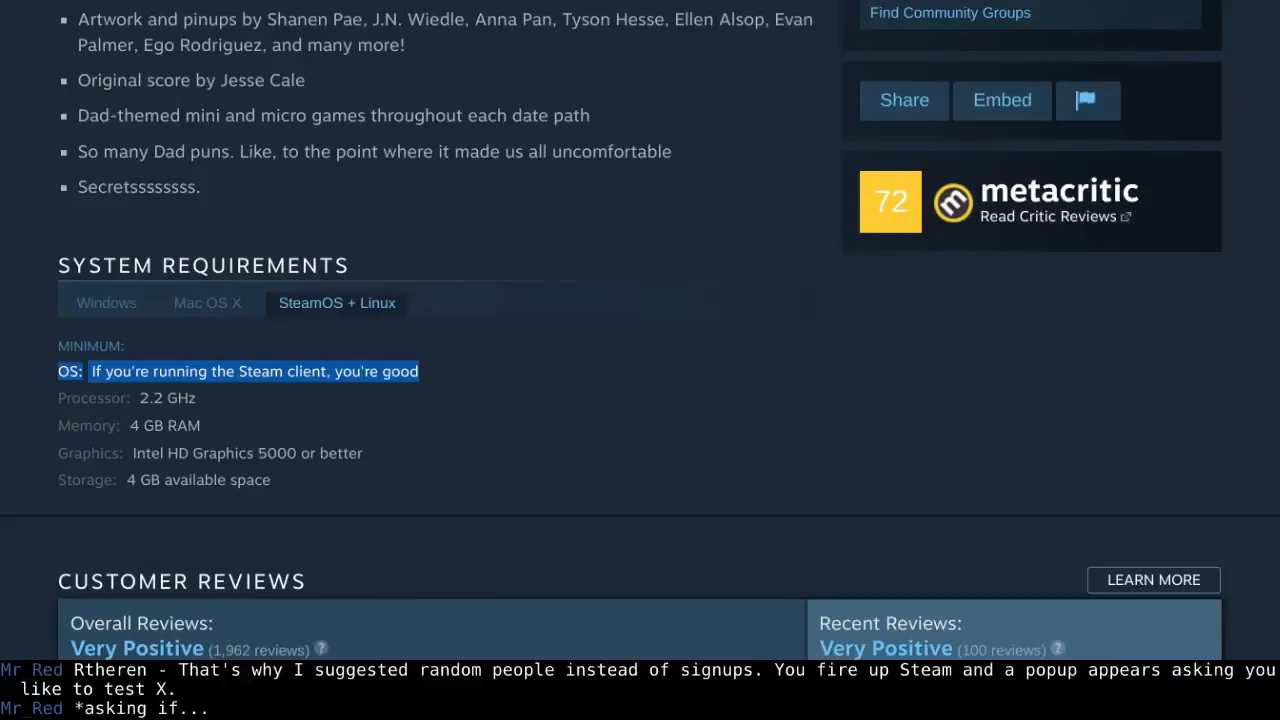 Artwork and pinups by Shanen Pae, J.N. Wiedle, Anna Pan, Tyson Hesse, Ellen Alsop, Evan
Palmer, Ego Rodriguez, and many more!
Original score by Jesse Cale
Dad-themed mini and micro games throughout each date path
So many Dad puns. Like, to the point where it made us all uncomfortable
Secretssssssss.
Find Community Groups
Share Embed
72 metacritic
Read Critic Reviews
SYSTEM REQUIREMENTS
Windows Mac OS X SteamOS + Linux
MINIMUM:
OS: If you're running the Steam client, you're good
Processor: 2.2 GHz
Memory: 4 GB RAM
Graphics: Intel HD Graphics 5000 or better
Storage: 4 GB available space
CUSTOMER REVIEWS
LEARN MORE
Overall Reviews:
Very Positive (1,962 reviews) ?
Recent Reviews:
Very Positive (100 reviews) ?
Mr_Red Rtheren - That's why I suggested random people instead of signups. You fire up Steam and a popup appears asking you
like to test X.
Mr_Red *asking if...